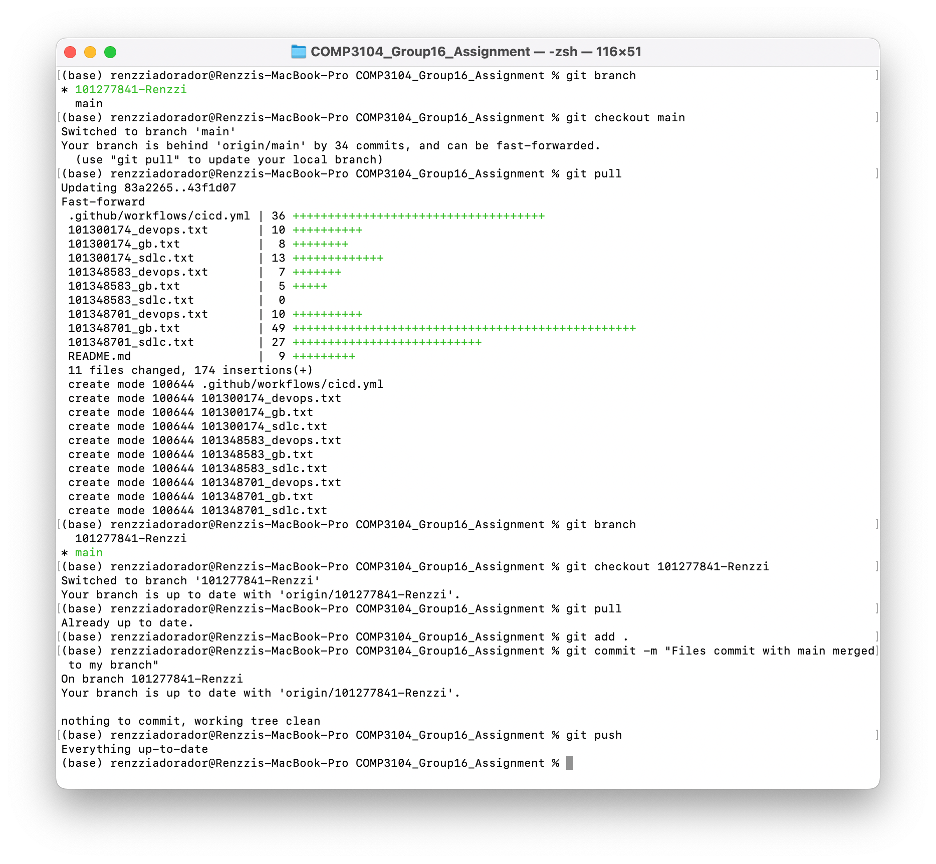 COMP3104_Group16_Assignment — -zsh — 116×51
[(base) renzziadorador@Renzzis-MacBook-Pro COMP3104_Group16_Assignment % git branch ]
* 101277841-Renzzi
  main
[(base) renzziadorador@Renzzis-MacBook-Pro COMP3104_Group16_Assignment % git checkout main ]
Switched to branch 'main'
Your branch is behind 'origin/main' by 34 commits, and can be fast-forwarded.
  (use "git pull" to update your local branch)
[(base) renzziadorador@Renzzis-MacBook-Pro COMP3104_Group16_Assignment % git pull ]
Updating 83a2265..43f1d07
Fast-forward
 .github/workflows/cicd.yml | 36 ++++++++++++++++++++++++++++++++++++
 101300174_devops.txt       | 10 ++++++++++
 101300174_gb.txt           |  8 ++++++++
 101300174_sdlc.txt         | 13 +++++++++++++
 101348583_devops.txt       |  7 +++++++
 101348583_gb.txt           |  5 +++++
 101348583_sdlc.txt         |  0
 101348701_devops.txt       | 10 ++++++++++
 101348701_gb.txt           | 49 +++++++++++++++++++++++++++++++++++++++++++++++++
 101348701_sdlc.txt         | 27 +++++++++++++++++++++++++++
 README.md                  |  9 +++++++++
 11 files changed, 174 insertions(+)
 create mode 100644 .github/workflows/cicd.yml
 create mode 100644 101300174_devops.txt
 create mode 100644 101300174_gb.txt
 create mode 100644 101300174_sdlc.txt
 create mode 100644 101348583_devops.txt
 create mode 100644 101348583_gb.txt
 create mode 100644 101348583_sdlc.txt
 create mode 100644 101348701_devops.txt
 create mode 100644 101348701_gb.txt
 create mode 100644 101348701_sdlc.txt
[(base) renzziadorador@Renzzis-MacBook-Pro COMP3104_Group16_Assignment % git branch ]
  101277841-Renzzi
* main
[(base) renzziadorador@Renzzis-MacBook-Pro COMP3104_Group16_Assignment % git checkout 101277841-Renzzi ]
Switched to branch '101277841-Renzzi'
Your branch is up to date with 'origin/101277841-Renzzi'.
[(base) renzziadorador@Renzzis-MacBook-Pro COMP3104_Group16_Assignment % git pull ]
Already up to date.
[(base) renzziadorador@Renzzis-MacBook-Pro COMP3104_Group16_Assignment % git add . ]
[(base) renzziadorador@Renzzis-MacBook-Pro COMP3104_Group16_Assignment % git commit -m "Files commit with main merged]
 to my branch"
On branch 101277841-Renzzi
Your branch is up to date with 'origin/101277841-Renzzi'.

nothing to commit, working tree clean
[(base) renzziadorador@Renzzis-MacBook-Pro COMP3104_Group16_Assignment % git push ]
Everything up-to-date
(base) renzziadorador@Renzzis-MacBook-Pro COMP3104_Group16_Assignment %